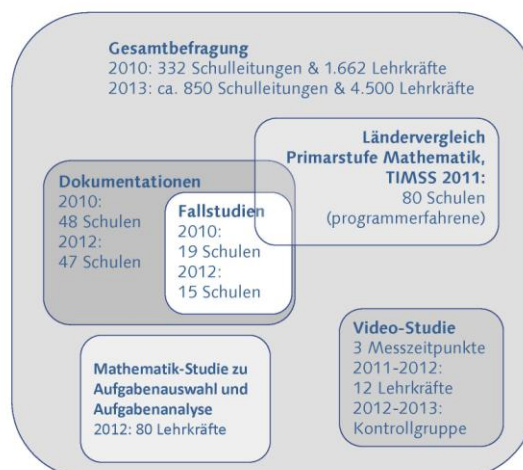 Gesamtbefragung
2010: 332 Schulleitungen & 1.662 Lehrkräfte
2013: ca. 850 Schulleitungen & 4.500 Lehrkräfte
Ländervergleich
Primarstufe Mathematik,
TIMSS 2011:
80 Schulen
(programmerfahrene)
Dokumentationen
2010:
48 Schulen
2012:
47 Schulen
Fallstudien
2010:
19 Schulen
2012:
15 Schulen
Mathematik-Studie zu
Aufgabenauswahl und
Aufgabenanalyse
2012: 80 Lehrkräfte
Video-Studie
3 Messzeitpunkte
2011-2012:
12 Lehrkräfte
2012-2013:
Kontrollgruppe